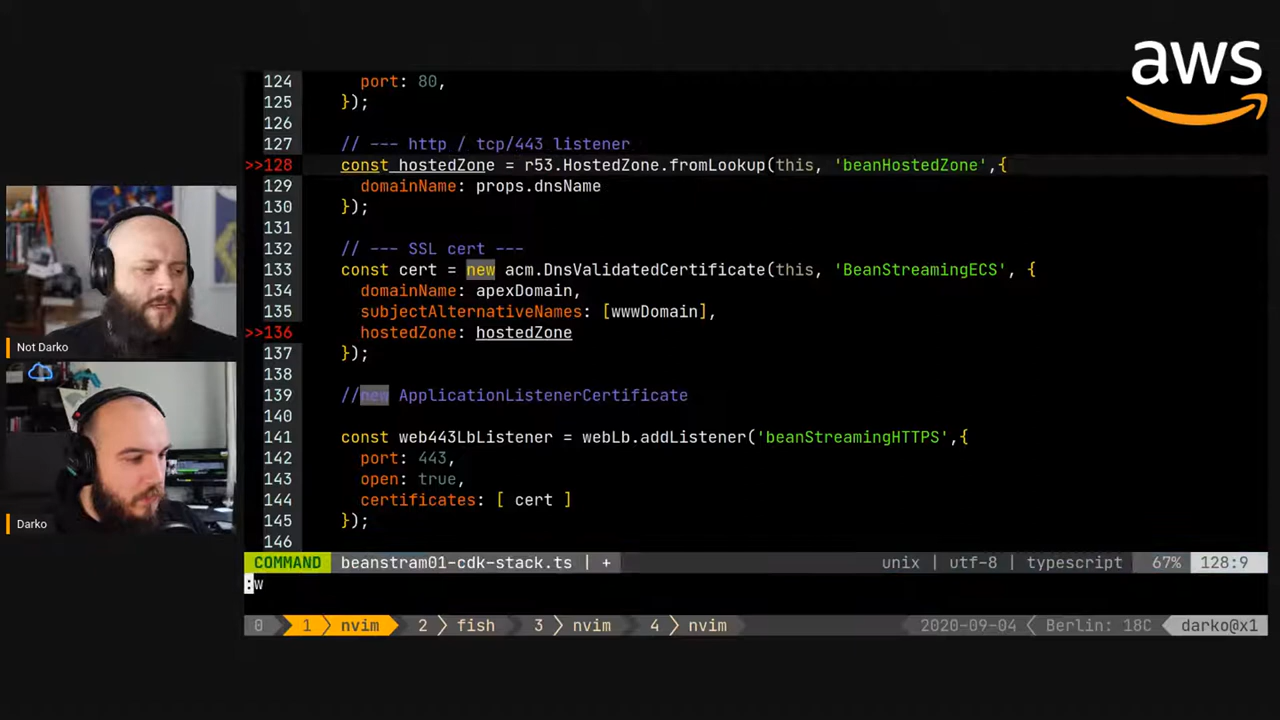 aws
124 port: 80,
125 });
126
127 // --- http / tcp/443 listener
>>128 const hostedZone = r53.HostedZone.fromLookup(this, 'beanHostedZone',{
129 domainName: props.dnsName
130 });
131
132 // --- SSL cert ---
133 const cert = new acm.DnsValidatedCertificate(this, 'BeanStreamingECS', {
134 domainName: apexDomain,
135 subjectAlternativeNames: [wwwDomain],
>>136 hostedZone: hostedZone
137 });
138
139 //new ApplicationListenerCertificate
140
141 const web443LbListener = webLb.addListener('beanStreamingHTTPS',{
142 port: 443,
143 open: true,
144 certificates: [ cert ]
145 });
146
Not Darko
Darko
COMMAND beanstram01-cdk-stack.ts | + unix | utf-8 | typescript 67% 128:9
:w
0 1 nvim 2 fish 3 nvim 4 nvim 2020-09-04 Berlin: 18C darko@x1